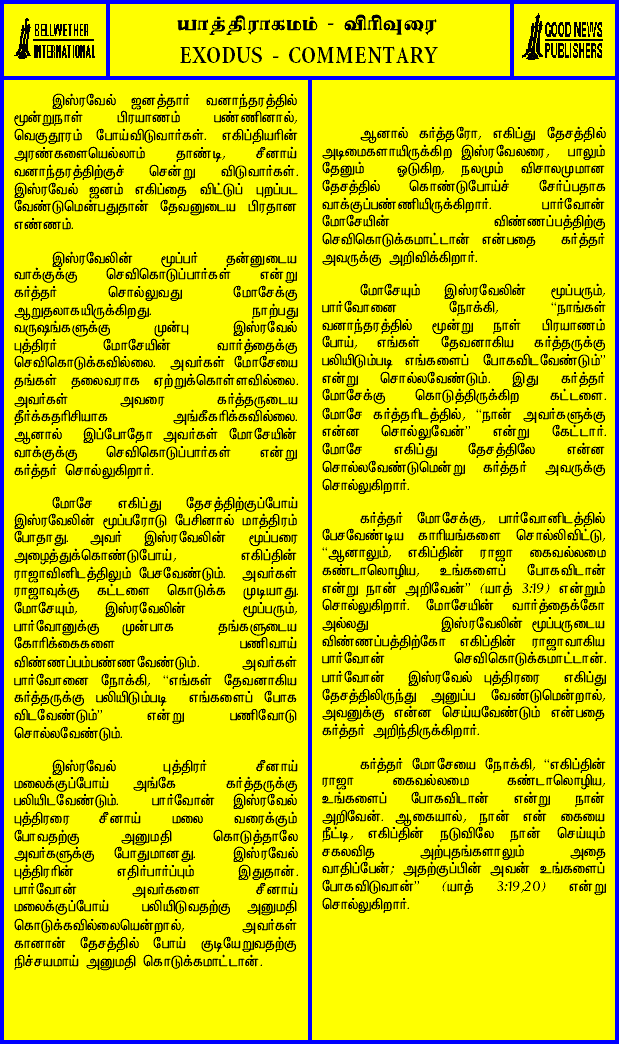 BELLWETHER
INTERNATIONAL
யாத்திராகமம் - விரிவுரை
EXODUS - COMMENTARY
GOOD NEWS
PUBLISHERS
இஸ்ரவேல் ஜனத்தார் வனாந்தரத்தில்
மூன்றுநாள் பிரயாணம் பண்ணினால்,
வெகுதூரம் போய்விடுவார்கள். எகிப்தியரின்
அரண்களையெல்லாம் தாண்டி, சீனாய்
வனாந்தரத்திற்குச் சென்று விடுவார்கள்.
இஸ்ரவேல் ஜனம் எகிப்தை விட்டுப் புறப்பட
வேண்டுமென்பதுதான் தேவனுடைய பிரதான
எண்ணம்.
இஸ்ரவேலின் மூப்பர் தன்னுடைய
வாக்குக்கு செவிகொடுப்பார்கள் என்று
கர்த்தர் சொல்லுவது மோசேக்கு
ஆறுதலாகயிருக்கிறது. நாற்பது
வருஷங்களுக்கு முன்பு இஸ்ரவேல்
புத்திரர் மோசேயின் வார்த்தைக்கு
செவிகொடுக்கவில்லை. அவர்கள் மோசேயை
தங்கள் தலைவராக ஏற்றுக்கொள்ளவில்லை.
அவர்கள் அவரை கர்த்தருடைய
தீர்க்கதரிசியாக அங்கீகரிக்கவில்லை.
ஆனால் இப்போதோ அவர்கள் மோசேயின்
வாக்குக்கு செவிகொடுப்பார்கள் என்று
கர்த்தர் சொல்லுகிறார்.
மோசே எகிப்து தேசத்திற்குப்போய்
இஸ்ரவேலின் மூப்பரோடு பேசினால் மாத்திரம்
போதாது. அவர் இஸ்ரவேலின் மூப்பரை
அழைத்துக்கொண்டுபோய், எகிப்தின்
ராஜாவினிடத்திலும் பேசவேண்டும். அவர்கள்
ராஜாவுக்கு கட்டளை கொடுக்க முடியாது.
மோசேயும், இஸ்ரவேலின் மூப்பரும்,
பார்வோனுக்கு முன்பாக தங்களுடைய
கோரிக்கைகளை பணிவாய்
விண்ணப்பம்பண்ணவேண்டும். அவர்கள்
பார்வோனை நோக்கி, “எங்கள் தேவனாகிய
கர்த்தருக்கு பலியிடும்படி எங்களைப் போக
விடவேண்டும்” என்று பணிவோடு
சொல்லவேண்டும்.
இஸ்ரவேல் புத்திரர் சீனாய்
மலைக்குப்போய் அங்கே கர்த்தருக்கு
பலியிடவேண்டும். பார்வோன் இஸ்ரவேல்
புத்திரரை சீனாய் மலை வரைக்கும்
போவதற்கு அனுமதி கொடுத்தாலே
அவர்களுக்கு போதுமானது. இஸ்ரவேல்
புத்திரரின் எதிர்பார்ப்பும் இதுதான்.
பார்வோன் அவர்களை சீனாய்
மலைக்குப்போய் பலியிடுவதற்கு அனுமதி
கொடுக்கவில்லையென்றால், அவர்கள்
கானான் தேசத்தில் போய் குடியேறுவதற்கு
நிச்சயமாய் அனுமதி கொடுக்கமாட்டான்.
ஆனால் கர்த்தரோ, எகிப்து தேசத்தில்
அடிமைகளாயிருக்கிற இஸ்ரவேலரை, பாலும்
தேனும் ஓடுகிற, நலமும் விசாலமுமான
தேசத்தில் கொண்டுபோய்ச் சேர்ப்பதாக
வாக்குப்பண்ணியிருக்கிறார். பார்வோன்
மோசேயின் விண்ணப்பத்திற்கு
செவிகொடுக்கமாட்டான் என்பதை கர்த்தர்
அவருக்கு அறிவிக்கிறார்.
மோசேயும் இஸ்ரவேலின் மூப்பரும்,
பார்வோனை நோக்கி, “நாங்கள்
வனாந்தரத்தில் மூன்று நாள் பிரயாணம்
போய், எங்கள் தேவனாகிய கர்த்தருக்கு
பலியிடும்படி எங்களைப் போகவிடவேண்டும்”
என்று சொல்லவேண்டும். இது கர்த்தர்
மோசேக்கு கொடுத்திருக்கிற கட்டளை.
மோசே கர்த்தரிடத்தில், “நான் அவர்களுக்கு
என்ன சொல்லுவேன்” என்று கேட்டார்.
மோசே எகிப்து தேசத்திலே என்ன
சொல்லவேண்டுமென்று கர்த்தர் அவருக்கு
சொல்லுகிறார்.
கர்த்தர் மோசேக்கு, பார்வோனிடத்தில்
பேசவேண்டிய காரியங்களை சொல்லிவிட்டு,
“ஆனாலும், எகிப்தின் ராஜா கைவல்லமை
கண்டாலொழிய, உங்களைப் போகவிடான்
என்று நான் அறிவேன்” (யாத் 3:19) என்றும்
சொல்லுகிறார். மோசேயின் வார்த்தைக்கோ
அல்லது இஸ்ரவேலின் மூப்பருடைய
விண்ணப்பத்திற்கோ எகிப்தின் ராஜாவாகிய
பார்வோன் செவிகொடுக்கமாட்டான்.
பார்வோன் இஸ்ரவேல் புத்திரரை எகிப்து
தேசத்திலிருந்து அனுப்ப வேண்டுமென்றால்,
அவனுக்கு என்ன செய்யவேண்டும் என்பதை
கர்த்தர் அறிந்திருக்கிறார்.
கர்த்தர் மோசேயை நோக்கி, “எகிப்தின்
ராஜா கைவல்லமை கண்டாலொழிய,
உங்களைப் போகவிடான் என்று நான்
அறிவேன். ஆகையால், நான் என் கையை
நீட்டி, எகிப்தின் நடுவிலே நான் செய்யும்
சகலவித அற்புதங்களாலும் அதை
வாதிப்பேன்; அதற்குப்பின் அவன் உங்களைப்
போகவிடுவான்” (யாத் 3:19,20) என்று
சொல்லுகிறார்.